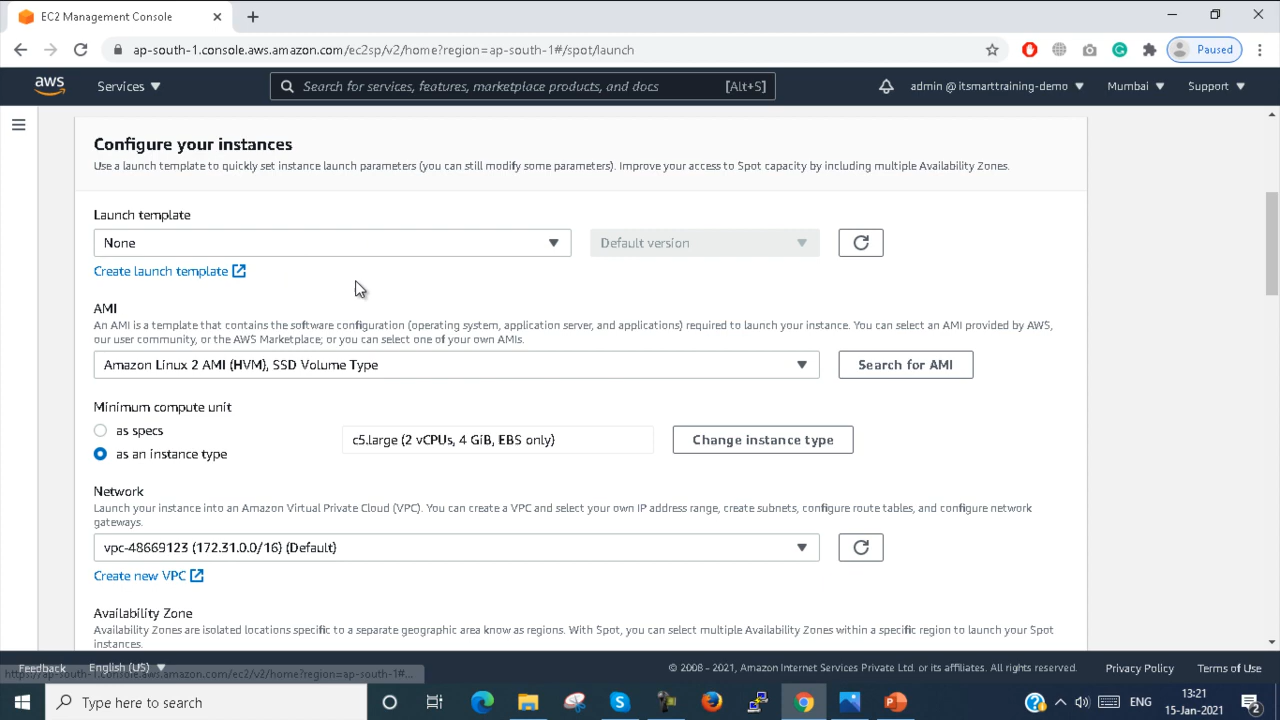 EC2 Management Console
ap-south-1.console.aws.amazon.com/ec2sp/v2/home?region=ap-south-1#/spot/launch
Paused
aws
Services
Search for services, features, marketplace products, and docs
[Alt+S]
admin @ itsmarttraining-demo
Mumbai
Support
Configure your instances
Use a launch template to quickly set instance launch parameters (you can still modify some parameters). Improve your access to Spot capacity by including multiple Availability Zones.
Launch template
None
Default version
Create launch template
AMI
An AMI is a template that contains the software configuration (operating system, application server, and applications) required to launch your instance. You can select an AMI provided by AWS,
our user community, or the AWS Marketplace; or you can select one of your own AMIs.
Amazon Linux 2 AMI (HVM), SSD Volume Type
Search for AMI
Minimum compute unit
as specs
as an instance type
c5.large (2 vCPUs, 4 GiB, EBS only)
Change instance type
Network
Launch your instance into an Amazon Virtual Private Cloud (VPC). You can create a VPC and select your own IP address range, create subnets, configure route tables, and configure network
gateways.
vpc-48669123 (172.31.0.0/16) (Default)
Create new VPC
Availability Zone
Availability Zones are isolated locations specific to a separate geographic area know as regions. With Spot, you can select multiple Availability Zones within a specific region to launch your Spot
instances.
Feedback
English (US)
© 2008 - 2021, Amazon Internet Services Private Ltd. or its affiliates. All rights reserved.
Privacy Policy
Terms of Use
https://ap-south-1.console.aws.amazon.com/ec2/v2/home?region=ap-south-1#...
Type here to search
ENG
13:21
15-Jan-2021
2